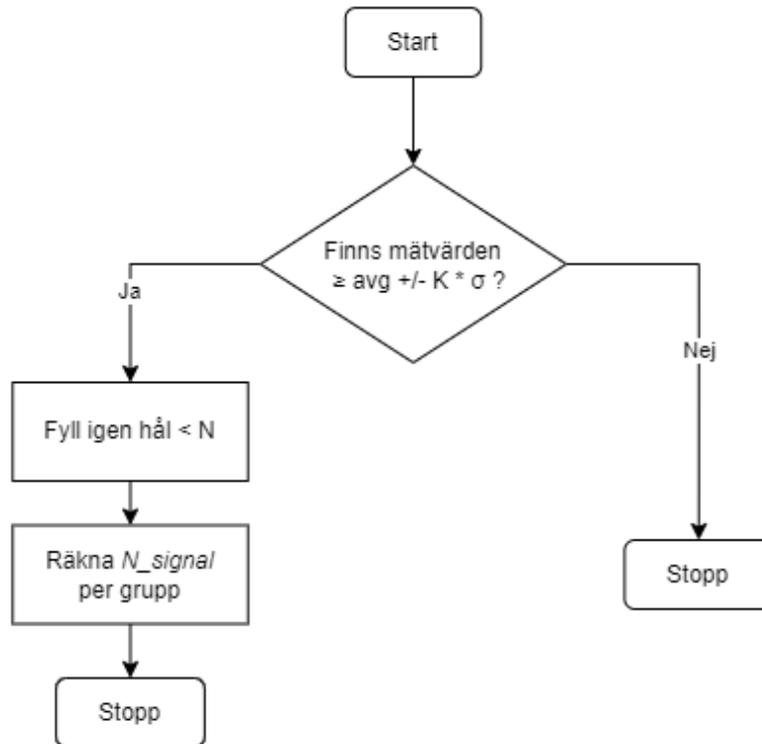 Start
Finns mätvärden
≥ avg +/- K * σ ?
Ja
Nej
Fyll igen hål < N
Räkna N_signal
per grupp
Stopp
Stopp